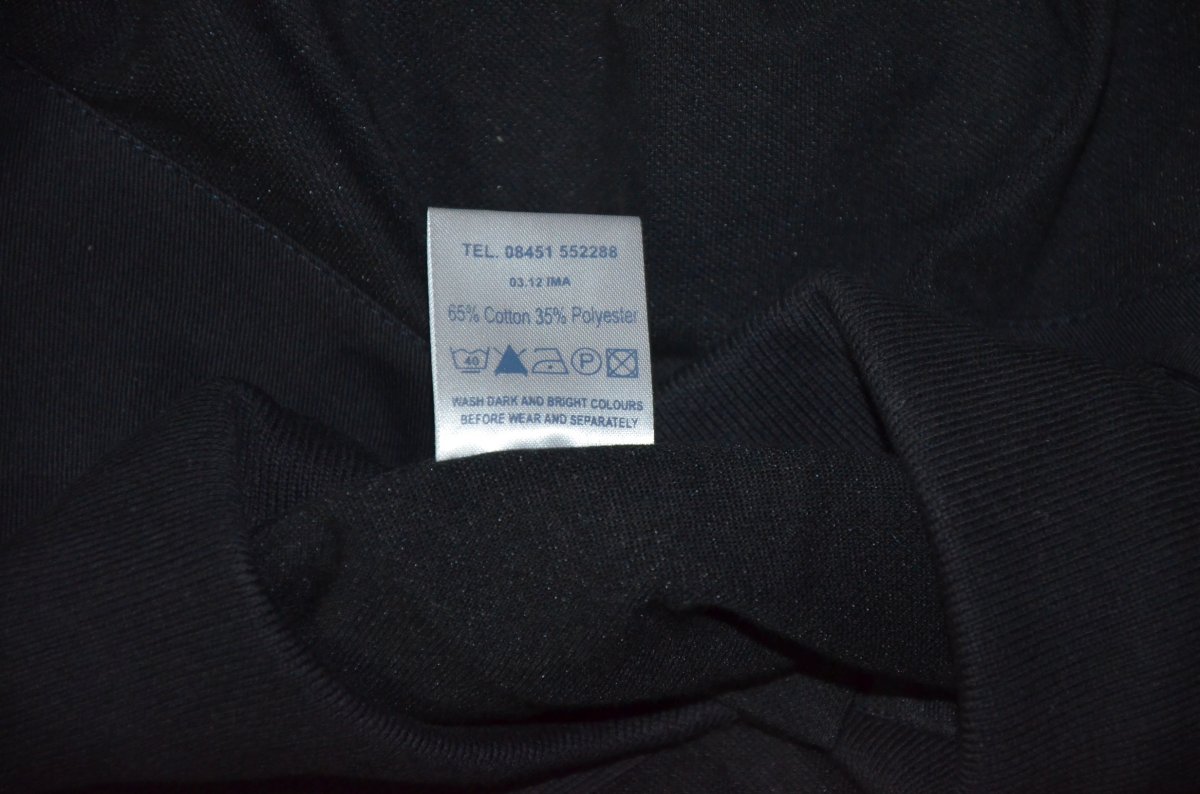 TEL. 08451 552288
03.12 IMA
65% Cotton 35% Polyester
40 P
WASH DARK AND BRIGHT COLOURS
BEFORE WEAR AND SEPARATELY